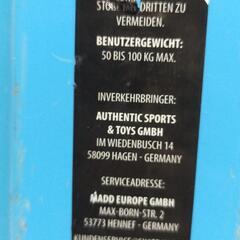 DRITTEN ZU
VERMEIDEN.
BENUTZERGEWICHT:
50 BIS 100 KG MAX.
INVERKEHRBRINGER:
AUTHENTIC SPORTS
& TOYS GMBH
IM WIEDENBUSCH 14
58099 HAGEN - GERMANY
SERVICEADRESSE:
MADD EUROPE GMBH
MAX-BORN-STR. 2
53773 HENNEF - GERMANY